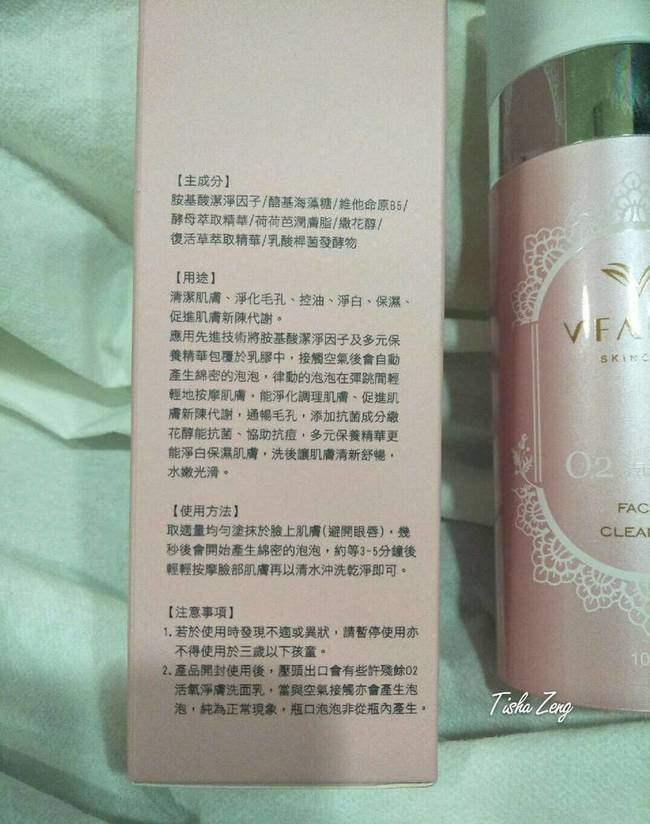 【主成分】
胺基酸潔淨因子/醣基海藻糖/維他命原B5/
酵母萃取精華/荷荷芭潤膚脂/繖花醇/
復活草萃取精華/乳酸桿菌發酵物
【用途】
清潔肌膚、淨化毛孔、控油、淨白、保濕、
促進肌膚新陳代謝。
應用先進技術將胺基酸潔淨因子及多元保
養精華包覆於乳膠中，接觸空氣後會自動
產生綿密的泡泡，律動的泡泡在彈跳間輕
輕地按摩肌膚，能淨化調理肌膚、促進肌
膚新陳代謝，通暢毛孔，添加抗菌成分繖
花醇能抗菌、協助抗痘，多元保養精華更
能淨白保濕肌膚，洗後讓肌膚清新舒暢，
水嫩光滑。
【使用方法】
取適量均勻塗抹於臉上肌膚(避開眼唇)，幾
秒後會開始產生綿密的泡泡，約等3-5分鐘後
輕輕按摩臉部肌膚再以清水沖洗乾淨即可。
【注意事項】
1.若於使用時發現不適或異狀，請暫停使用亦
不得使用於三歲以下孩童。
2.產品開封使用後，壓頭出口會有些許殘餘O2
活氧淨膚洗面乳，當與空氣接觸亦會產生泡
泡，純為正常現象，瓶口泡泡非從瓶內產生。
SKINC
O2
FAC
CLEA
10
Tisha Zeng